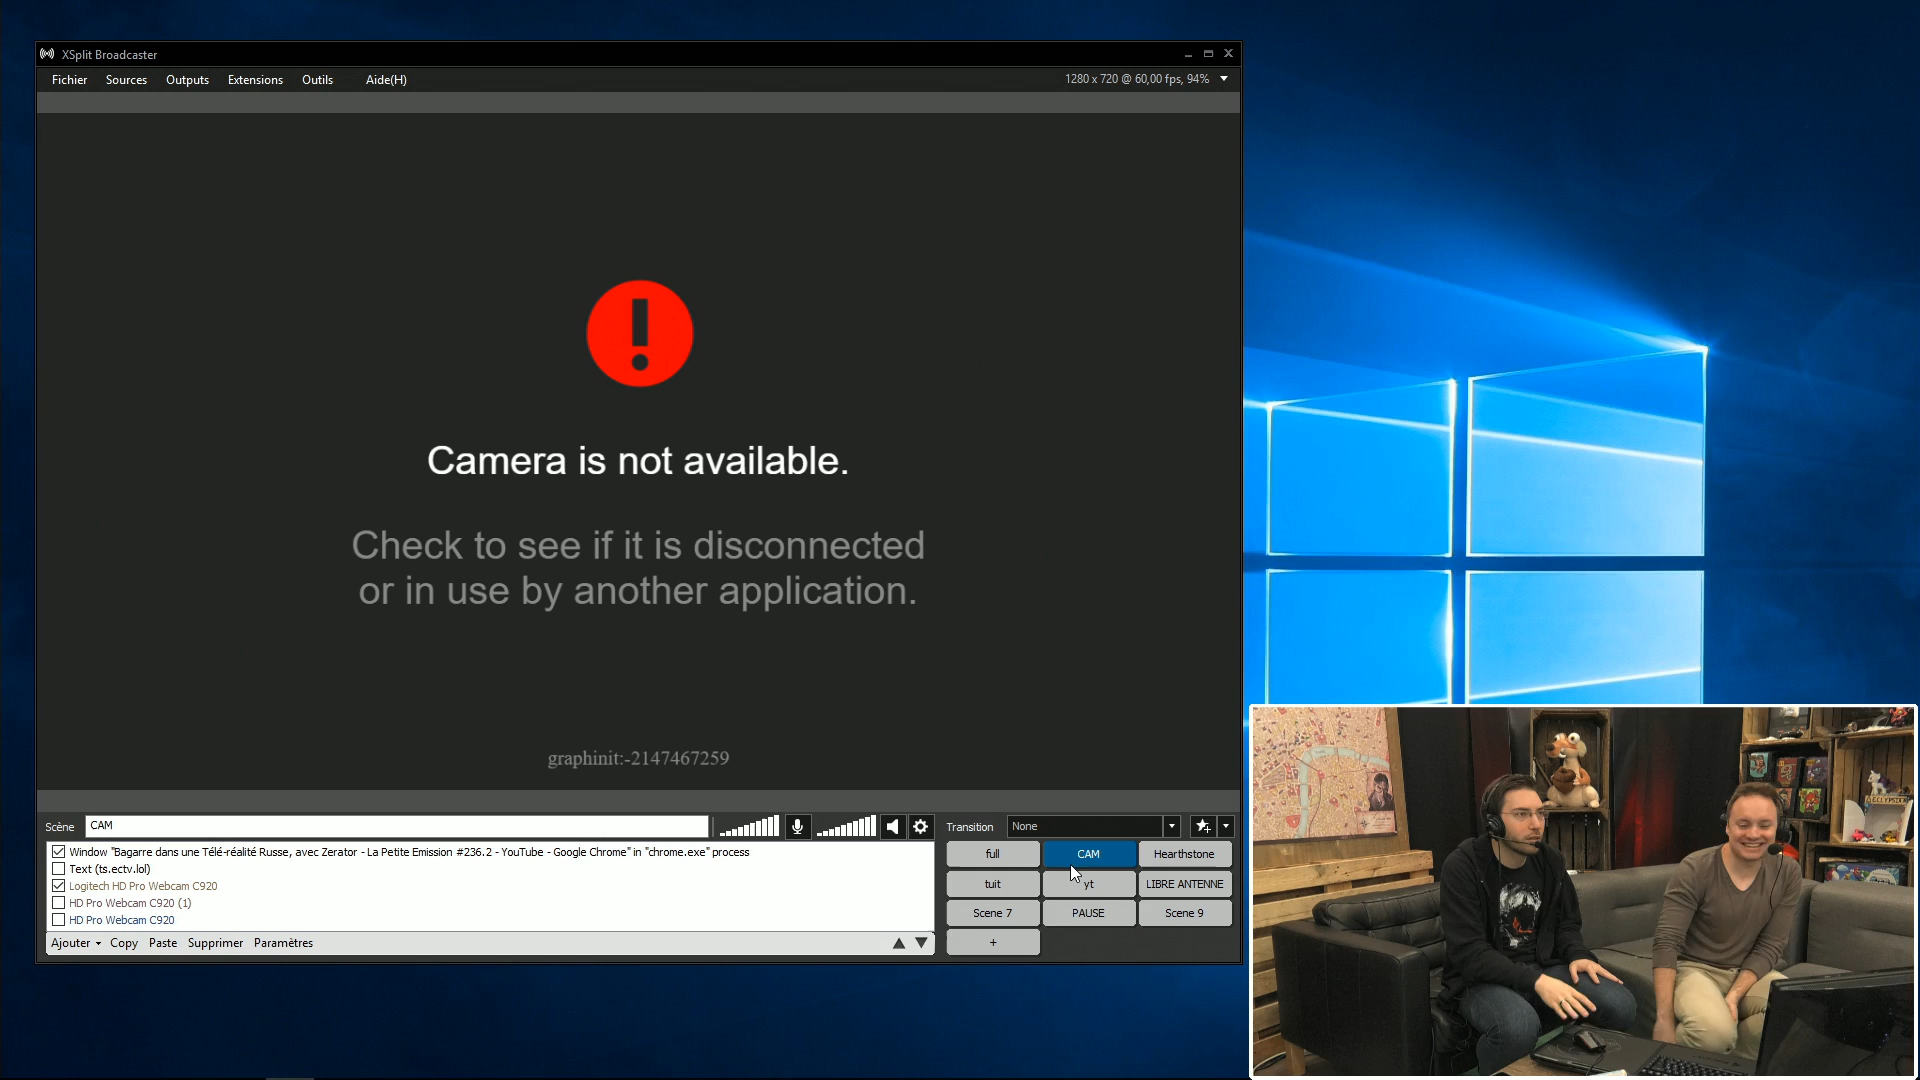 XSplit Broadcaster
Fichier Sources Outputs Extensions Outils Aide(H)
1280 x 720 @ 60,00 fps, 94%
Camera is not available.
Check to see if it is disconnected
or in use by another application.
graphinit:-2147467259
Scène CAM
Transition None
Window "Bagarre dans une Télé-réalité Russe, avec Zerator - La Petite Emission #236.2 - YouTube - Google Chrome" in "chrome.exe" process
Text (ts.ectv.lol)
Logitech HD Pro Webcam C920
HD Pro Webcam C920 (1)
HD Pro Webcam C920
Ajouter Copy Paste Supprimer Paramètres
full CAM Hearthstone
tuit yt LIBRE ANTENNE
Scene 7 PAUSE Scene 9
+